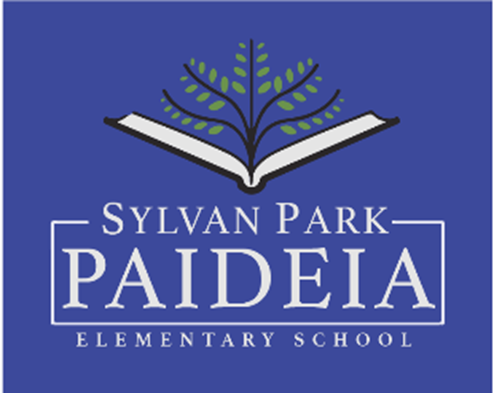 SYLVAN PARK
PAIDEIA
ELEMENTARY SCHOOL